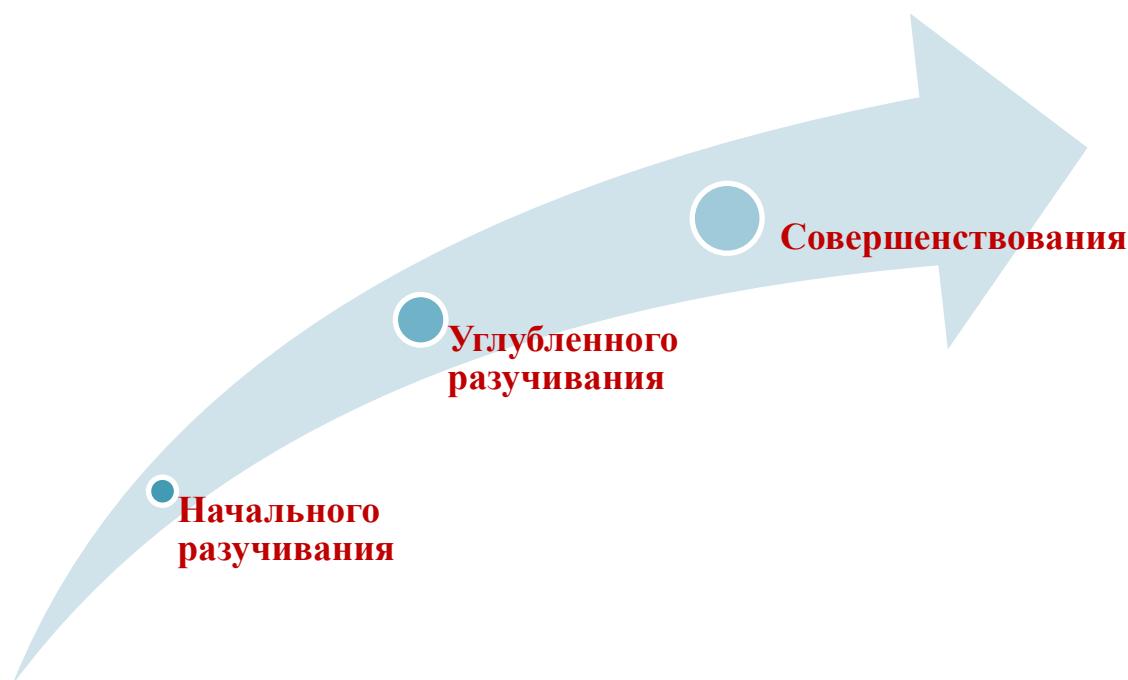 Совершенствования
Углубленного
разучивания
Начального
разучивания